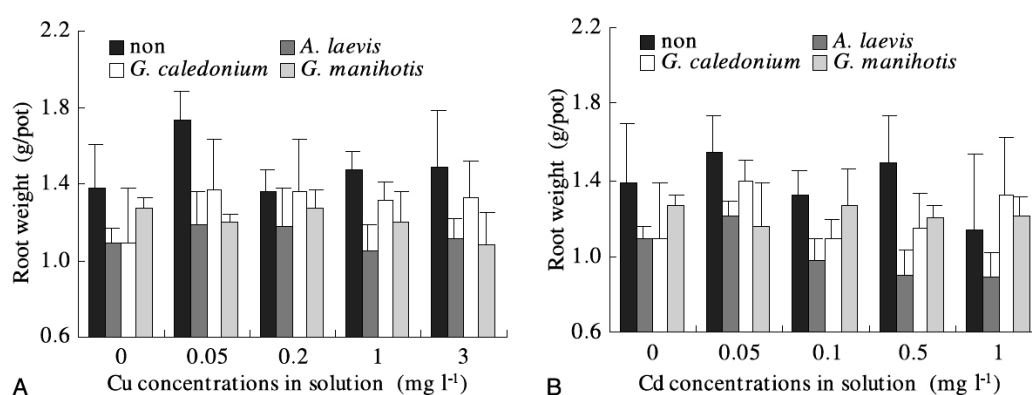 2.2
1.8
1.4
1.0
0.6
Root weight (g/pot)
non
A. laevis
G. caledonium
G. manihotis
0 0.05 0.2 1 3
Cu concentrations in solution (mg l⁻¹)
A
2.2
1.8
1.4
1.0
0.6
Root weight (g/pot)
non
A. laevis
G. caledonium
G. manihotis
0 0.05 0.1 0.5 1
Cd concentrations in solution (mg l⁻¹)
B